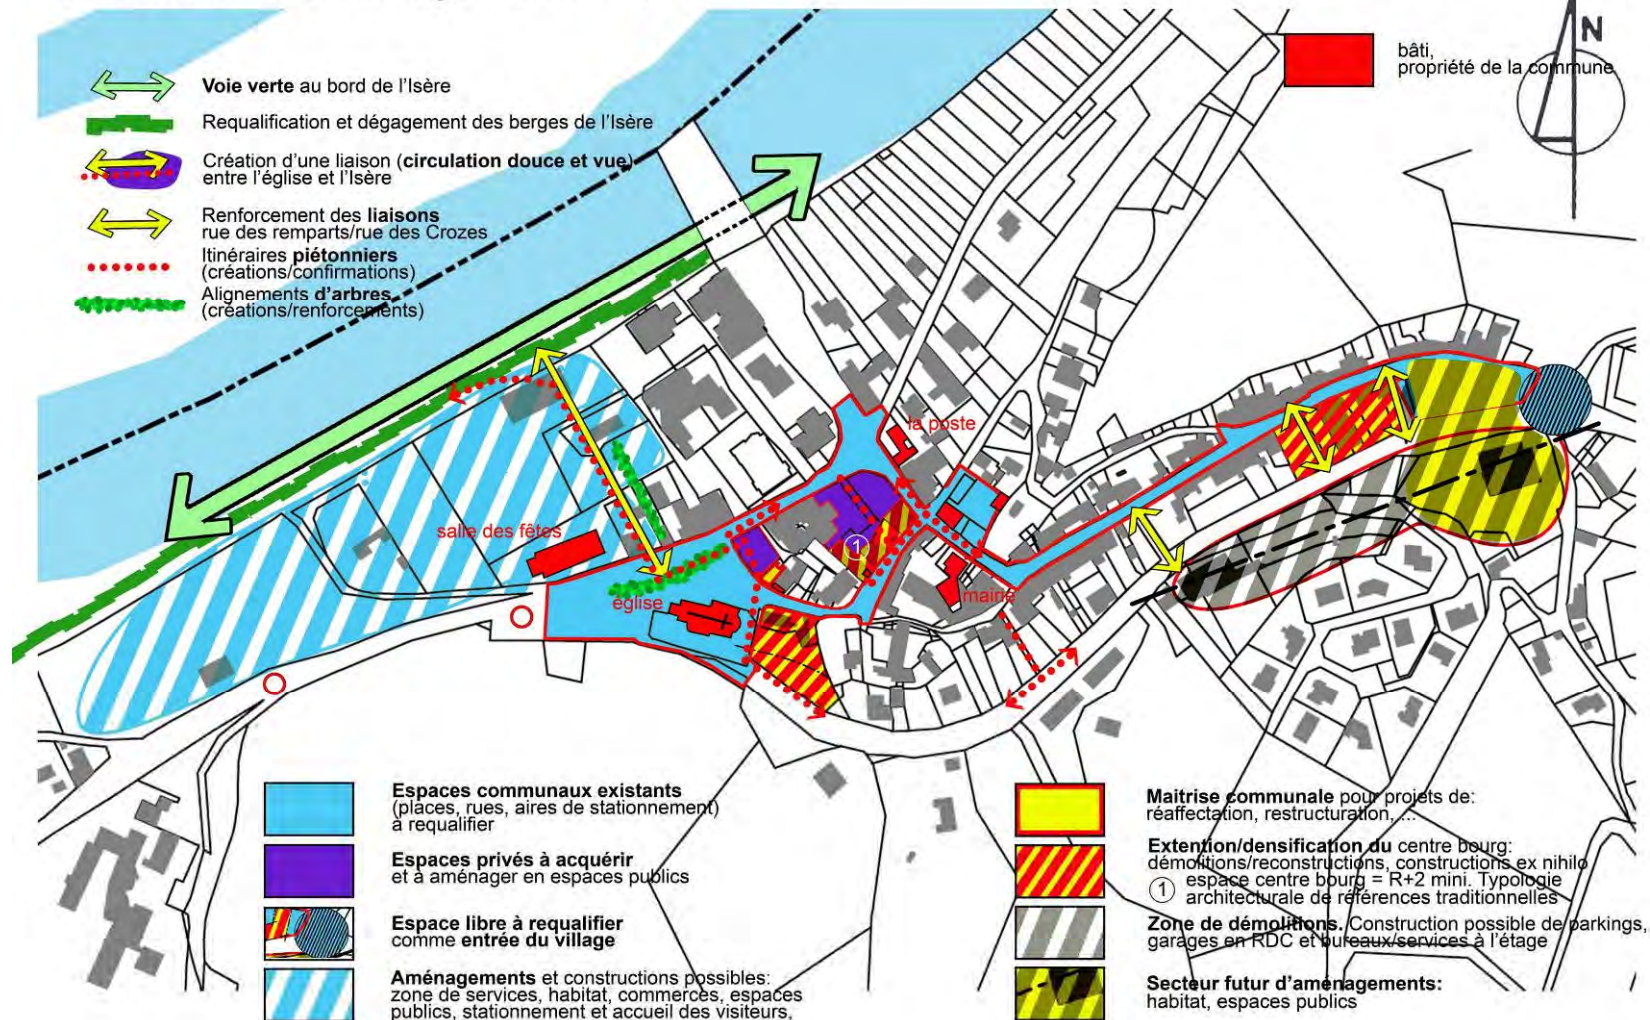 Voie verte au bord de l'Isère
Requalification et dégagement des berges de l'Isère
Création d'une liaison (circulation douce et vue)
entre l'église et l'Isère
Renforcement des liaisons
rue des remparts/rue des Crozes
Itinéraires piétonniers
(créations/confirmations)
Alignements d'arbres
(créations/renforcements)
bâti,
propriété de la commune
N
la poste
salle des fêtes
1
église
mairie
Espaces communaux existants
(places, rues, aires de stationnement)
à requalifier
Espaces privés à acquérir
et à aménager en espaces publics
Espace libre à requalifier
comme entrée du village
Aménagements et constructions possibles:
zone de services, habitat, commerces, espaces
publics, stationnement et accueil des visiteurs,
Maitrise communale pour projets de:
réaffectation, restructuration, ...
Extention/densification du centre bourg:
démolitions/reconstructions, constructions ex nihilo
1 espace centre bourg = R+2 mini. Typologie
architecturale de références traditionnelles
Zone de démolitions. Construction possible de parkings,
garages en RDC et bureaux/services à l'étage
Secteur futur d'aménagements:
habitat, espaces publics